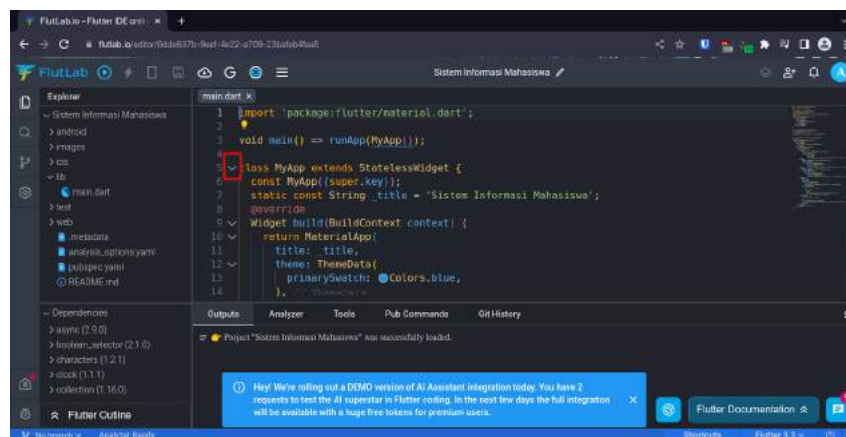 FlutLab.io - Flutter IDE onli
FlutLab
Sistem Informasi Mahasiswa
Explorer
main.dart ×
Sistem Informasi Mahasiswa
android
images
ios
lib
main.dart
test
web
.metadata
analysis_options.yaml
pubspec.yaml
README.md
1 import 'package:flutter/material.dart';
2
3 void main() => runApp(MyApp());
4
5 class MyApp extends StatelessWidget {
6 const MyApp({super.key});
7 static const String _title = 'Sistem Informasi Mahasiswa';
8 @override
9 Widget build(BuildContext context) {
10 return MaterialApp(
11 title: _title,
12 theme: ThemeData(
13 primarySwatch: Colors.blue,
14 ), // ThemeData
Dependencies
async (2.9.0)
boolean_selector (2.1.0)
characters (1.2.1)
clock (1.1.1)
collection (1.16.0)
Flutter Outline
Outputs Analyzer Tools Pub Commands Git History
Project "Sistem Informasi Mahasiswa" was successfully loaded.
Hey! We're rolling out a DEMO version of AI Assistant integration today. You have 2
requests to test the AI superstar in Flutter coding. In the next few days the full integration
will be available with a huge free tokens for premium
users.
Flutter Documentation
No branch Analyzer Ready Shortcuts Flutter 3.3